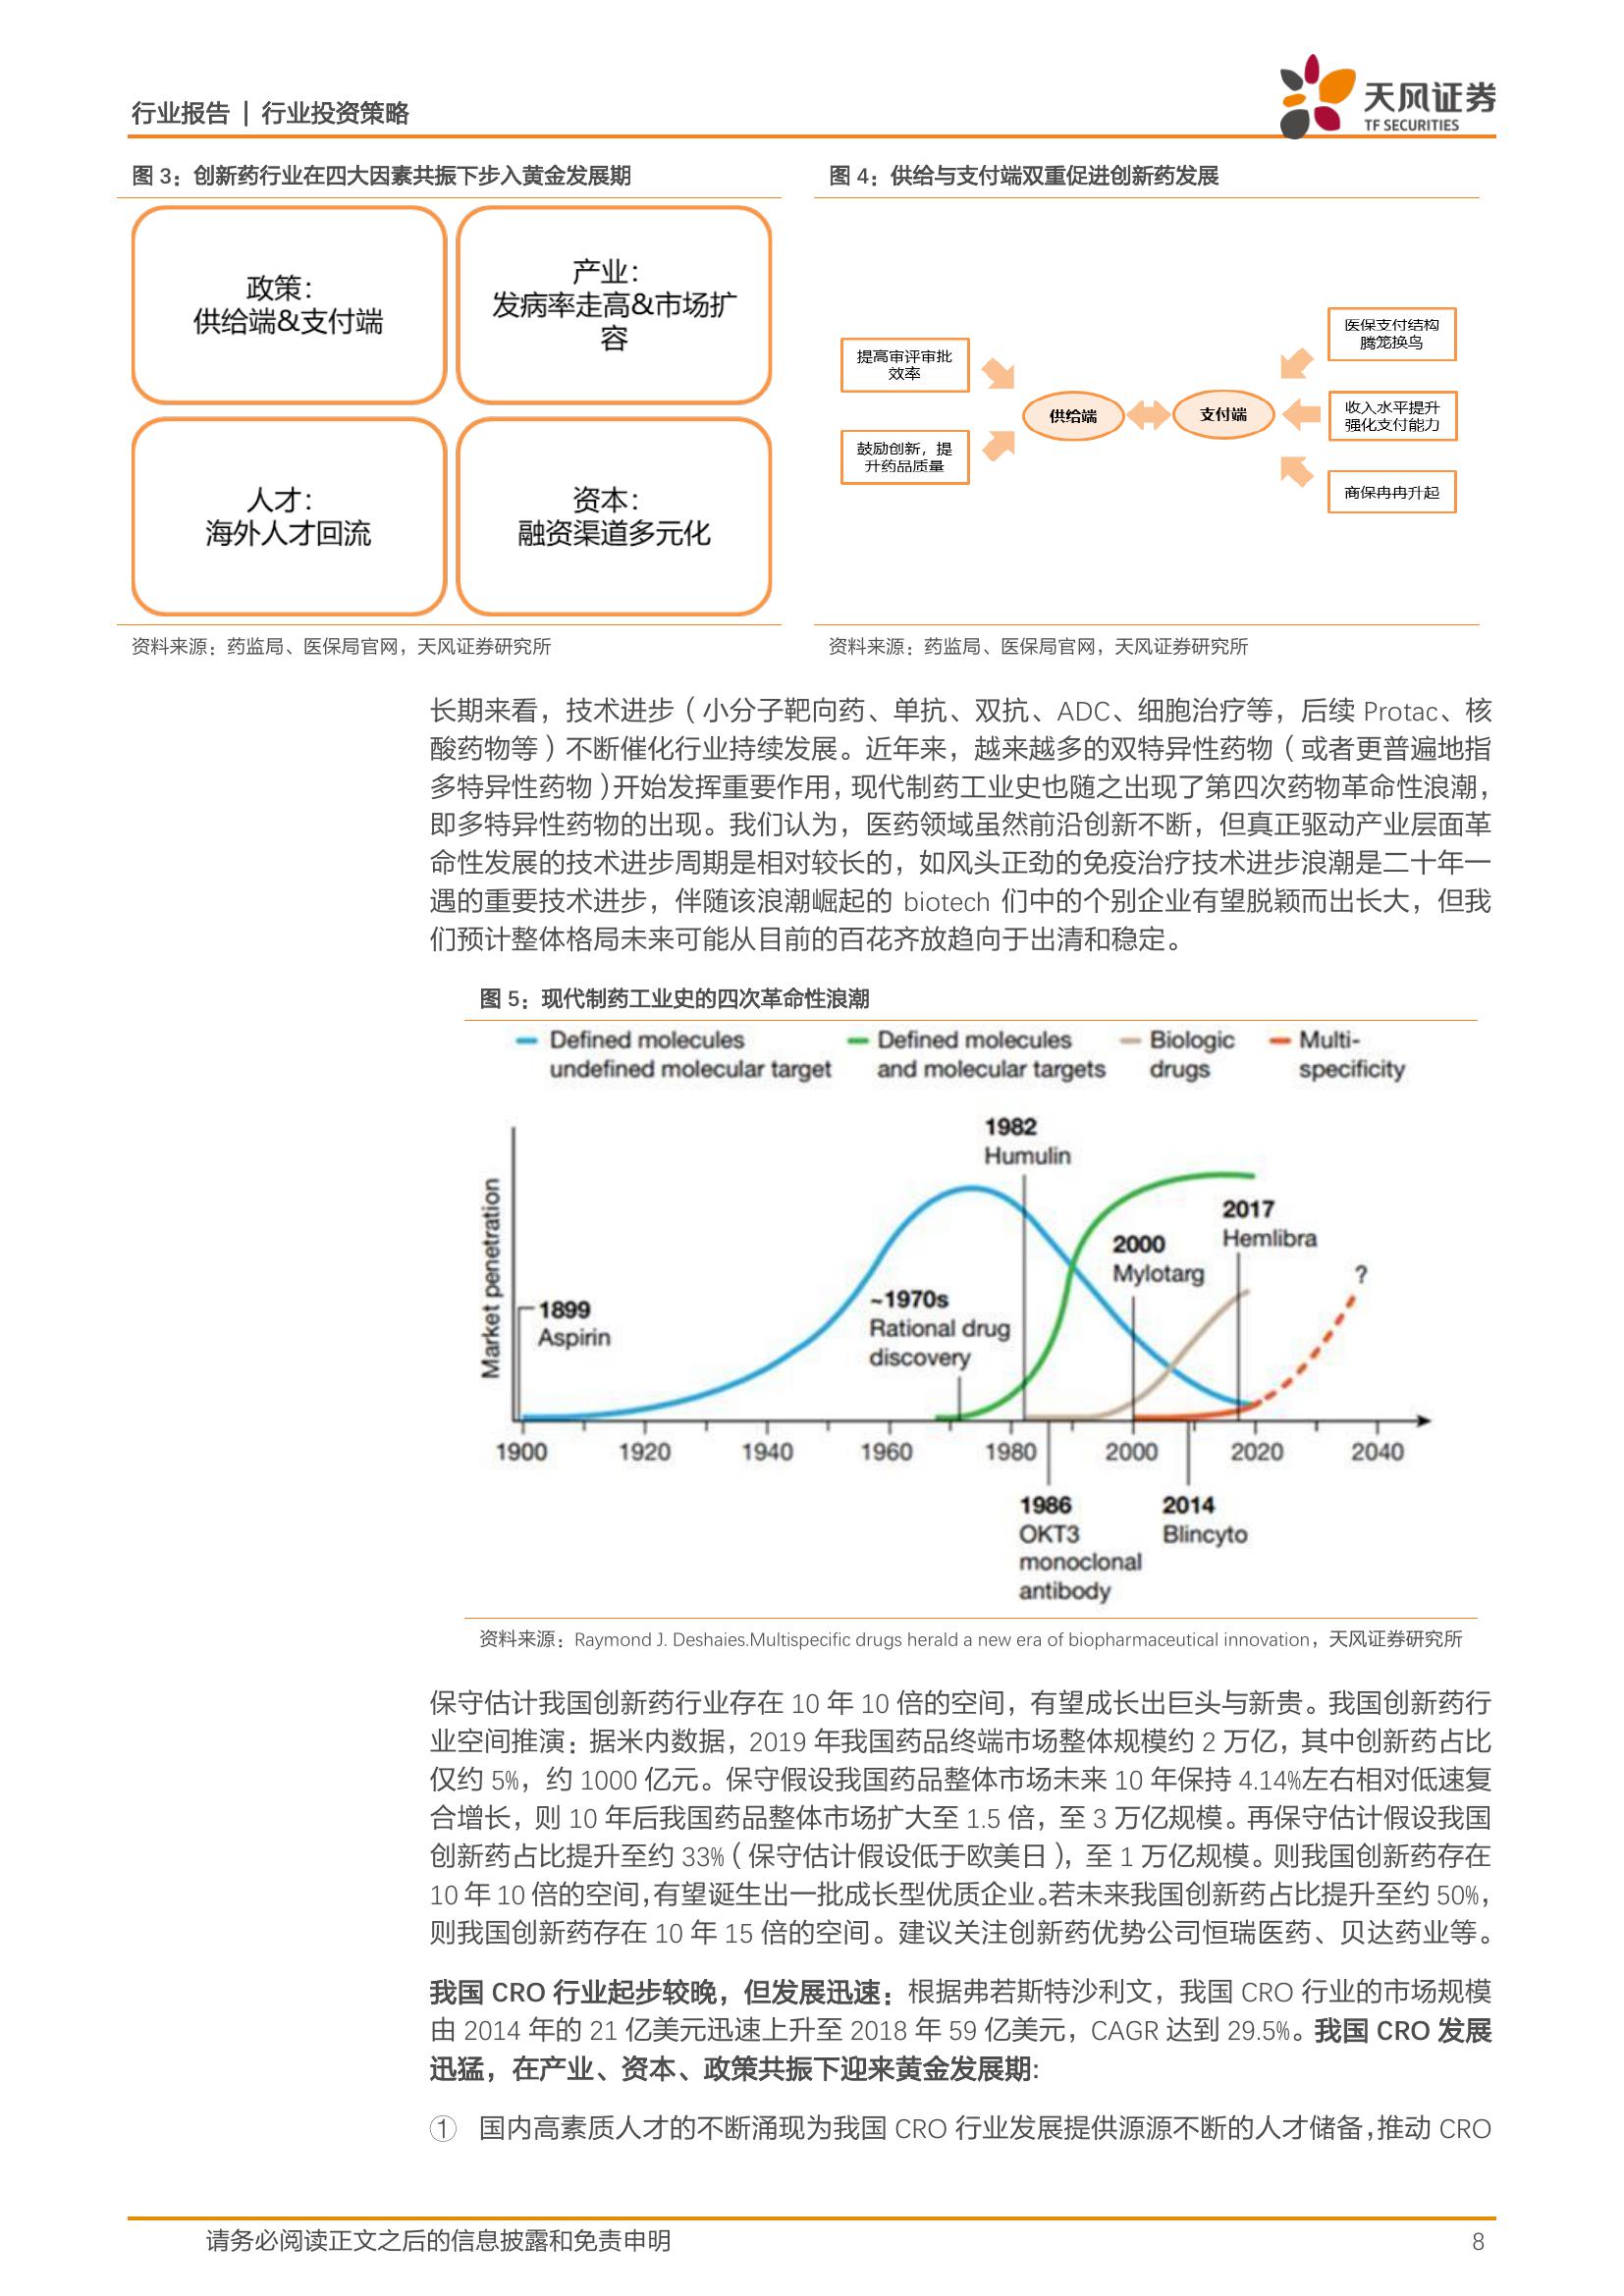 行业报告 | 行业投资策略
天风证券
TF SECURITIES
图 3：创新药行业在四大因素共振下步入黄金发展期
政策：
供给端&支付端
产业：
发病率走高&市场扩
容
人才：
海外人才回流
资本：
融资渠道多元化
资料来源：药监局、医保局官网，天风证券研究所
图 4：供给与支付端双重促进创新药发展
提高审评审批
效率
鼓励创新，提
升药品质量
供给端
支付端
医保支付结构
腾笼换鸟
收入水平提升
强化支付能力
商保冉冉升起
资料来源：药监局、医保局官网，天风证券研究所
长期来看，技术进步（小分子靶向药、单抗、双抗、ADC、细胞治疗等，后续 Protac、核
酸药物等）不断催化行业持续发展。近年来，越来越多的双特异性药物（或者更普遍地指
多特异性药物）开始发挥重要作用，现代制药工业史也随之出现了第四次药物革命性浪潮，
即多特异性药物的出现。我们认为，医药领域虽然前沿创新不断，但真正驱动产业层面革
命性发展的技术进步周期是相对较长的，如风头正劲的免疫治疗技术进步浪潮是二十年一
遇的重要技术进步，伴随该浪潮崛起的 biotech 们中的个别企业有望脱颖而出长大，但我
们预计整体格局未来可能从目前的百花齐放趋向于出清和稳定。
图 5：现代制药工业史的四次革命性浪潮
Defined molecules
undefined molecular target
Defined molecules
and molecular targets
Biologic
drugs
Multi-
specificity
Market penetration
1899
Aspirin
~1970s
Rational drug
discovery
1982
Humulin
2000
Mylotarg
2017
Hemlibra
?
1900 1920 1940 1960 1980 2000 2020 2040
1986
OKT3
monoclonal
antibody
2014
Blincyto
资料来源：Raymond J. Deshaies.Multispecific drugs herald a new era of biopharmaceutical innovation，天风证券研究所
保守估计我国创新药行业存在 10 年 10 倍的空间，有望成长出巨头与新贵。我国创新药行
业空间推演：据米内数据，2019 年我国药品终端市场整体规模约 2 万亿，其中创新药占比
仅约 5%，约 1000 亿元。保守假设我国药品整体市场未来 10 年保持 4.14%左右相对低速复
合增长，则 10 年后我国药品整体市场扩大至 1.5 倍，至 3 万亿规模。再保守估计假设我国
创新药占比提升至约 33%（保守估计假设低于欧美日），至 1 万亿规模。则我国创新药存在
10 年 10 倍的空间，有望诞生出一批成长型优质企业。若未来我国创新药占比提升至约 50%，
则我国创新药存在 10 年 15 倍的空间。建议关注创新药优势公司恒瑞医药、贝达药业等。
我国 CRO 行业起步较晚，但发展迅速：根据弗若斯特沙利文，我国 CRO 行业的市场规模
由 2014 年的 21 亿美元迅速上升至 2018 年 59 亿美元，CAGR 达到 29.5%。我国 CRO 发展
迅猛，在产业、资本、政策共振下迎来黄金发展期:
① 国内高素质人才的不断涌现为我国 CRO 行业发展提供源源不断的人才储备，推动 CRO
请务必阅读正文之后的信息披露和免责申明
8